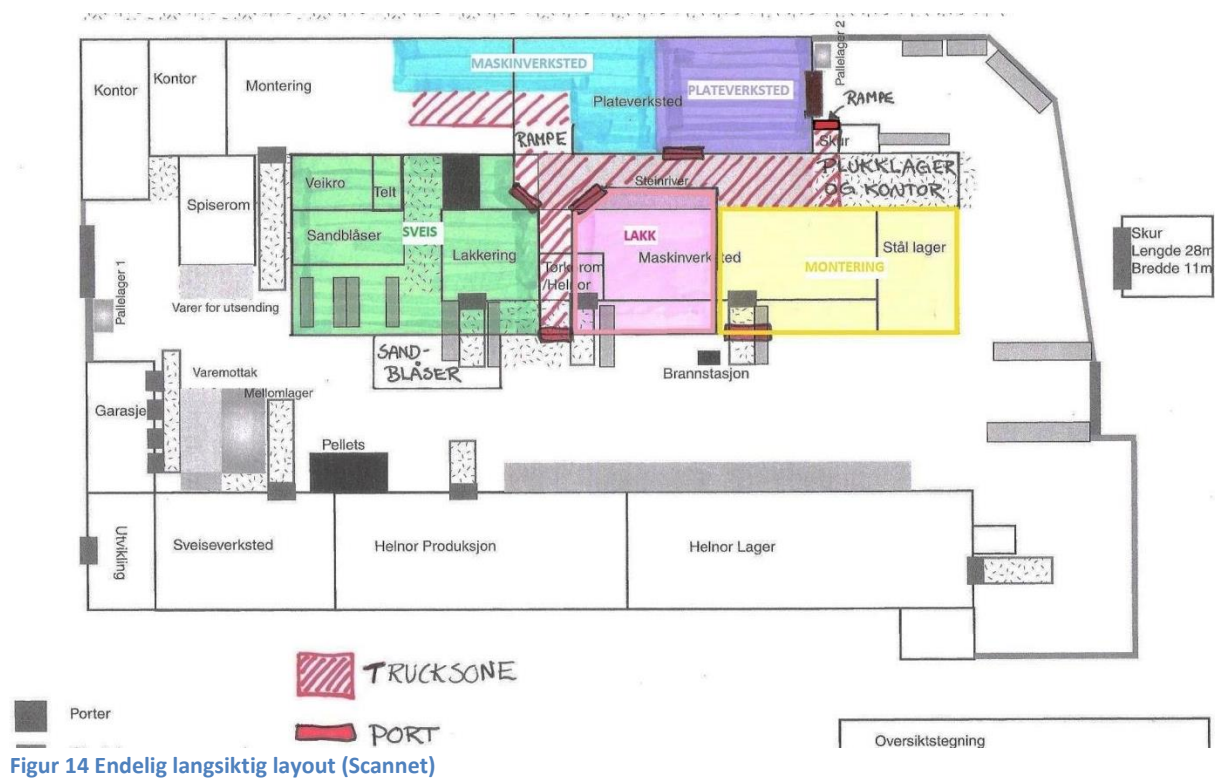 MASKINVERKSTED
PLATEVERKSTED
Pallelager 2
Kontor
Kontor
Montering
Plateverksted
RAMPE
RAMPE
Skur
PLUKKLAGER
OG KONTOR
Veikro
Telt
Steinriver
Spiserom
Sandblåser
SVEIS
Lakkering
LAKK
Maskinverksted
Stål lager
MONTERING
Tørkerom
/Helnor
Skur
Lengde 28m
Bredde 11m
Pallelager 1
Varer for utsending
SAND-
BLÅSER
Brannstasjon
Varemottak
Mellomlager
Garasje
Pellets
Utvikling
Sveiseverksted
Helnor Produksjon
Helnor Lager
TRUCKSONE
Porter
PORT
Oversiktstegning
Figur 14 Endelig langsiktig layout (Scannet)